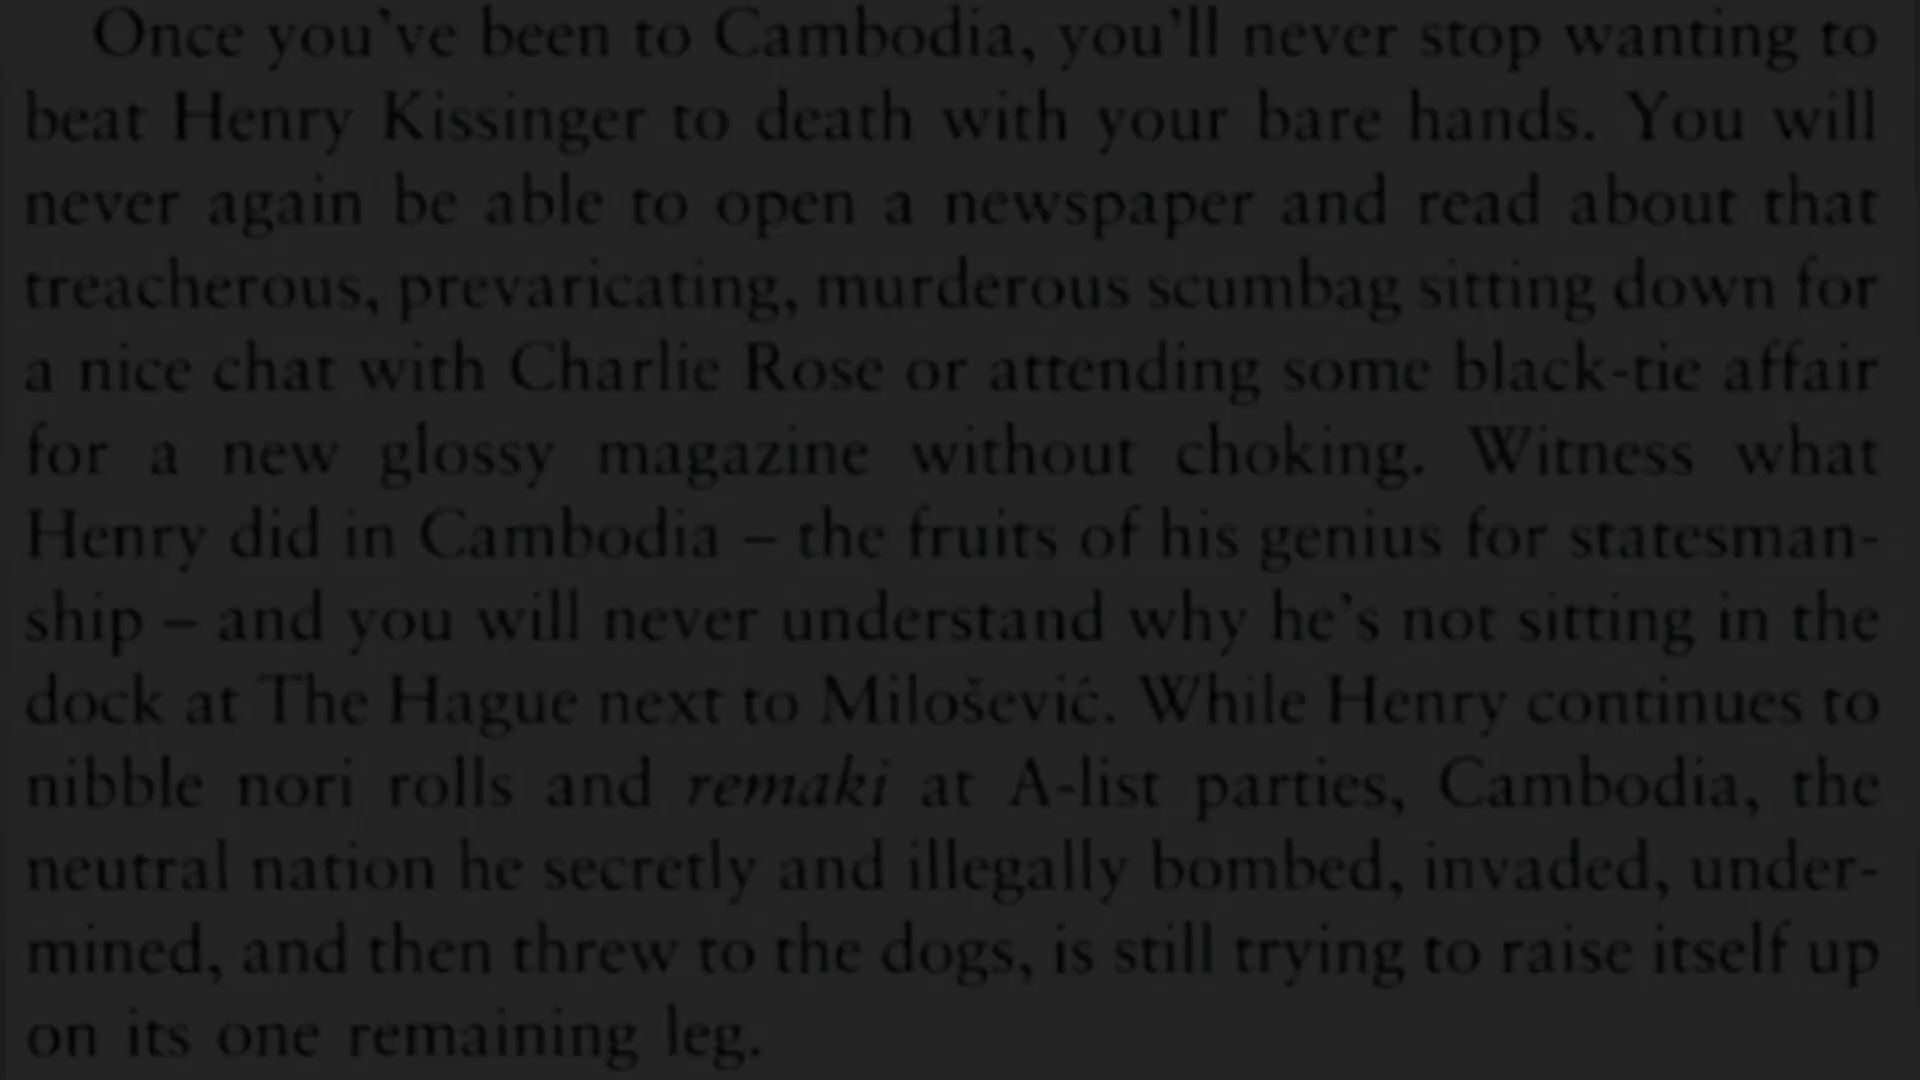 Once you've been to Cambodia, you'll never stop wanting to
beat Henry Kissinger to death with your bare hands. You will
never again be able to open a newspaper and read about that
treacherous, prevaricating, murderous scumbag sitting down for
a nice chat with Charlie Rose or attending some black-tie affair
for a new glossy magazine without choking. Witness what
Henry did in Cambodia – the fruits of his genius for statesman-
ship – and you will never understand why he's not sitting in the
dock at The Hague next to Milošević. While Henry continues to
nibble nori rolls and remaki at A-list parties, Cambodia, the
neutral nation he secretly and illegally bombed, invaded, under-
mined, and then threw to the dogs, is still trying to raise itself up
on its one remaining leg.